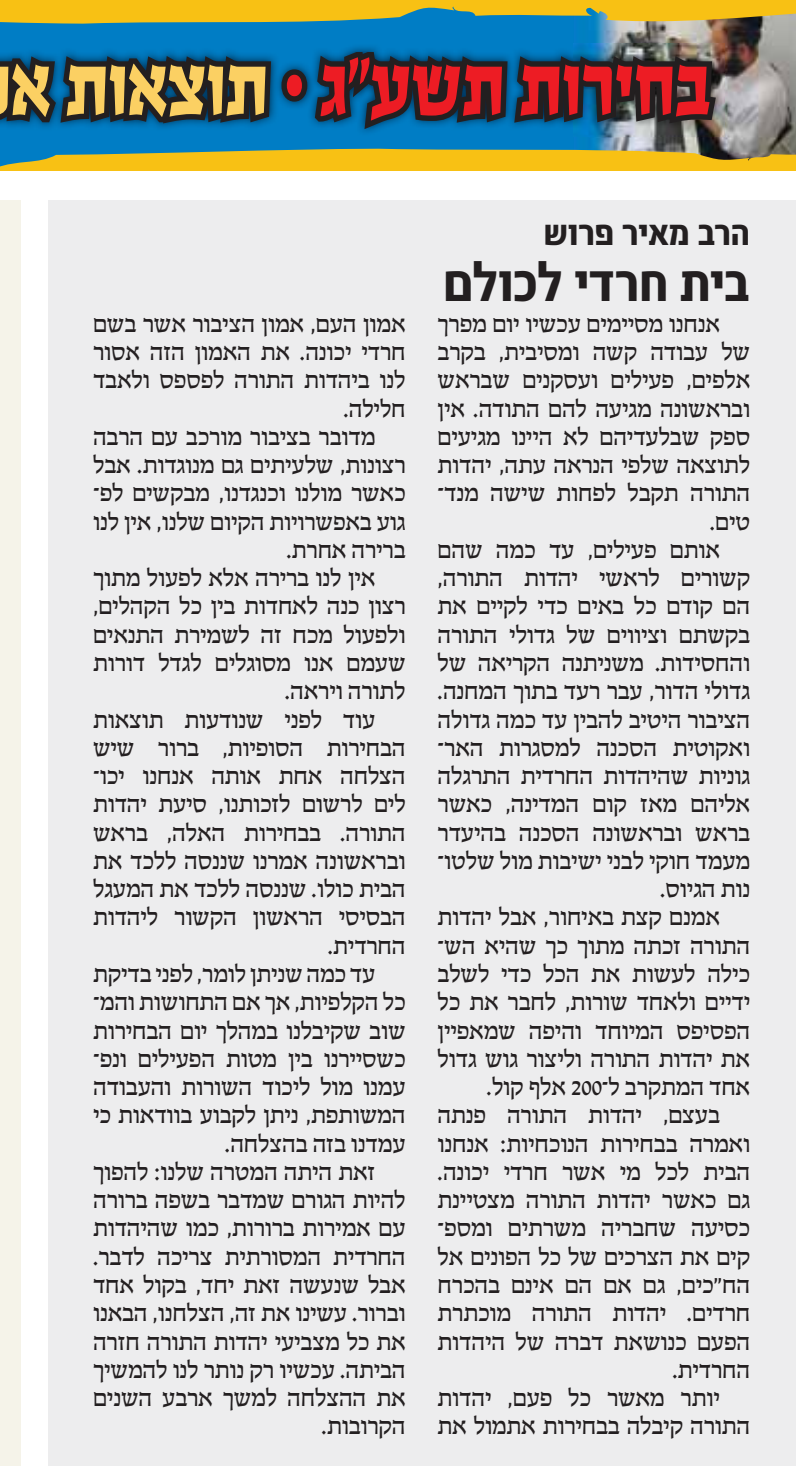 בחירות תשע"ג • תוצאות
הרב מאיר פרוש
בית חרדי לכולם
אנחנו מסיימים עכשיו יום מפרך
של עבודה קשה ומסיבית, בקרב
אלפים, פעילים ועסקנים שבראש
ובראשונה מגיעה להם התודה. אין
ספק שבלעדיהם לא היינו מגיעים
לתוצאה שלפי הנראה עתה, יהדות
התורה תקבל לפחות שישה מנד־
טים.
אותם פעילים, עד כמה שהם
קשורים לראשי יהדות התורה,
הם קודם כל באים כדי לקיים את
בקשתם וציווים של גדולי התורה
והחסידות. משניתנה הקריאה של
גדולי הדור, עבר רעד בתוך המחנה.
הציבור היטיב להבין עד כמה גדולה
ואקוטית הסכנה למסגרות האר־
גוניות שהיהדות החרדית התרגלה
אליהם מאז קום המדינה, כאשר
בראש ובראשונה הסכנה בהיעדר
מעמד חוקי לבני ישיבות מול שלטו־
נות הגיוס.
אמנם קצת באיחור, אבל יהדות
התורה זכתה מתוך כך שהיא הש־
כילה לעשות את הכל כדי לשלב
ידיים ולאחד שורות, לחבר את כל
הפסיפס המיוחד והיפה שמאפיין
את יהדות התורה וליצור גוש גדול
אחד המתקרב ל־200 אלף קול.
בעצם, יהדות התורה פנתה
ואמרה בבחירות הנוכחיות: אנחנו
הבית לכל מי אשר חרדי יכונה.
גם כאשר יהדות התורה מצטיינת
כסיעה שחבריה משרתים ומספ־
קים את הצרכים של כל הפונים אל
הח"כים, גם אם הם אינם בהכרח
חרדים. יהדות התורה מוכתרת
הפעם כנושאת דברה של היהדות
החרדית.
יותר מאשר כל פעם, יהדות
התורה קיבלה בבחירות אתמול את
אמון העם, אמון הציבור אשר בשם
חרדי יכונה. את האמון הזה אסור
לנו ביהדות התורה לפספס ולאבד
חלילה.
מדובר בציבור מורכב עם הרבה
רצונות, שלעיתים גם מנוגדות. אבל
כאשר מולנו וכנגדנו, מבקשים לפ־
גוע באפשרויות הקיום שלנו, אין לנו
ברירה אחרת.
אין לנו ברירה אלא לפעול מתוך
רצון כנה לאחדות בין כל הקהלים,
ולפעול מכח זה לשמירת התנאים
שעמם אנו מסוגלים לגדל דורות
לתורה ויראה.
עוד לפני שנודעות תוצאות
הבחירות הסופיות, ברור שיש
הצלחה אחת אותה אנחנו יכו־
לים לרשום לזכותנו, סיעת יהדות
התורה. בבחירות האלה, בראש
ובראשונה אמרנו שננסה ללכד את
הבית כולו. שננסה ללכד את המעגל
הבסיסי הראשון הקשור ליהדות
החרדית.
עד כמה שניתן לומר, לפני בדיקת
כל הקלפיות, אך אם התחושות והמ־
שוב שקיבלנו במהלך יום הבחירות
כשסיירנו בין מטות הפעילים ונפ־
עמנו מול ליכוד השורות והעבודה
המשותפת, ניתן לקבוע בוודאות כי
עמדנו בזה בהצלחה.
זאת היתה המטרה שלנו: להפוך
להיות הגורם שמדבר בשפה ברורה
עם אמירות ברורות, כמו שהיהדות
החרדית המסורתית צריכה לדבר.
אבל שנעשה זאת יחד, בקול אחד
וברור. עשינו את זה, הצלחנו, הבאנו
את כל מצביעי יהדות התורה חזרה
הביתה. עכשיו רק נותר לנו להמשיך
את ההצלחה למשך ארבע השנים
הקרובות.